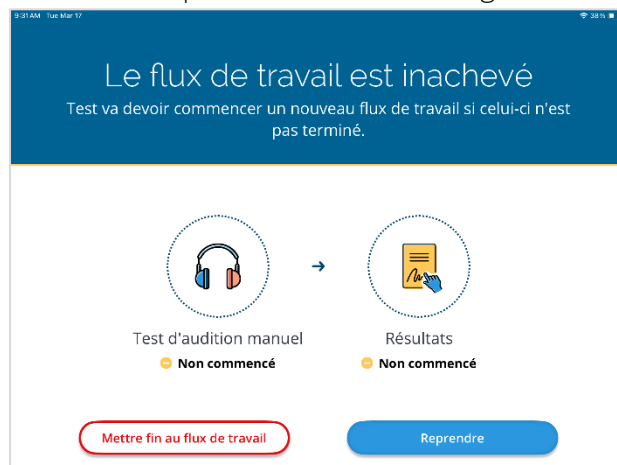 9:31 AM Tue Mar 17
38 %
Le flux de travail est inachevé
Test va devoir commencer un nouveau flux de travail si celui-ci n'est
pas terminé.
Test d'audition manuel
Résultats
Non commencé
Non commencé
Mettre fin au flux de travail
Reprendre